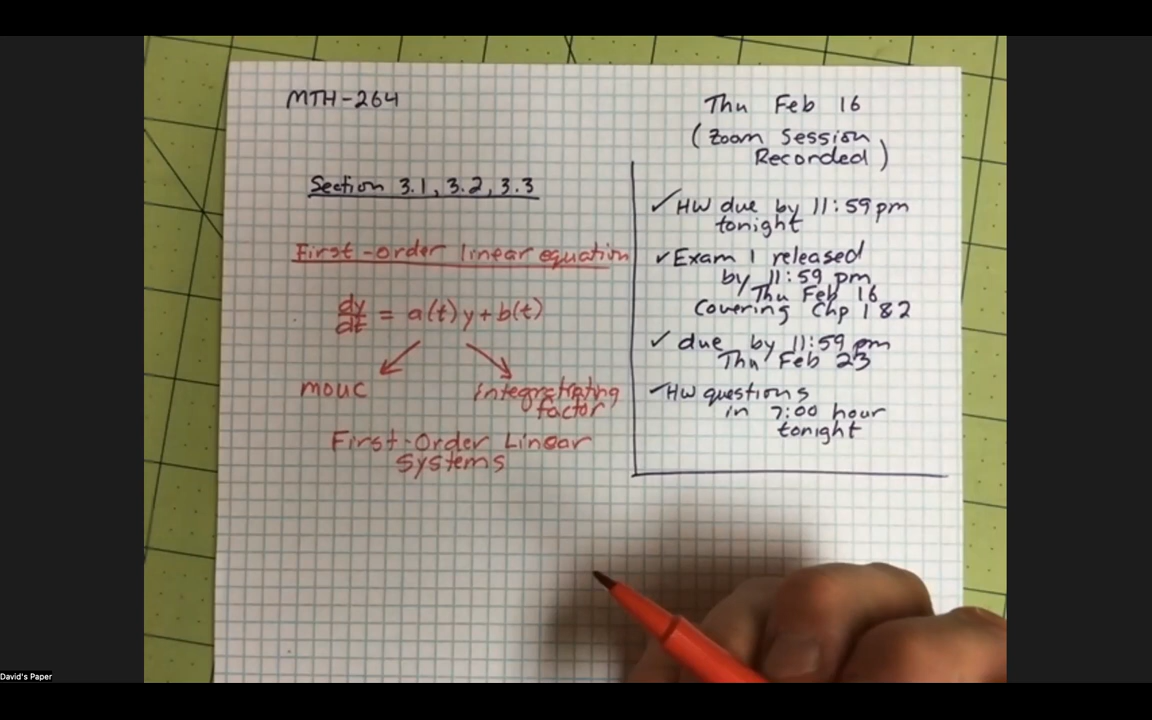 MTH-264
Thu Feb 16
(Zoom Session
Recorded)
Section 3.1, 3.2, 3.3
First-order linear equation
dy/dt = a(t)y+b(t)
MOUC
integratrating
factor
First-Order Linear
Systems
✓HW due by 11:59pm
tonight
✓Exam 1 released
by 11:59 pm
Thu Feb 16
Covering Chp 1&2
✓ due by 11:59 pm
Thu Feb 23
✓HW questions
in 7:00 hour
tonight
David's Paper